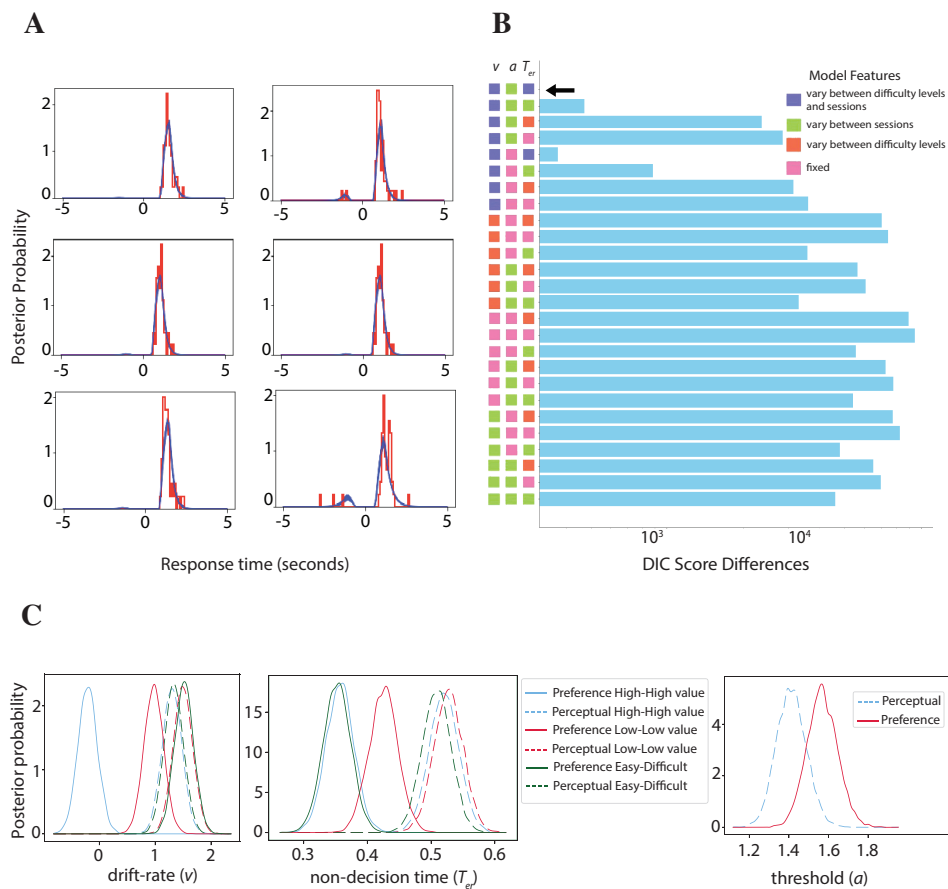 A
B
v a T_er
Model Features
vary between difficulty levels
and sessions
vary between sessions
vary between difficulty levels
fixed
Posterior Probability
2
1
0
-5 0 5
2
1
0
-5 0 5
2
1
0
-5 0 5
2
1
0
-5 0 5
2
1
0
-5 0 5
2
1
0
-5 0 5
Response time (seconds)
10³ 10⁴
DIC Score Differences
C
Posterior probability
2
1
0
0 1 2
drift-rate (v)
15
10
5
0
0.3 0.4 0.5 0.6
non-decision time (T_er)
Preference High-High value
Perceptual High-High value
Preference Low-Low value
Perceptual Low-Low value
Preference Easy-Difficult
Perceptual Easy-Difficult
4
2
0
1.2 1.4 1.6 1.8
threshold (a)
Perceptual
Preference